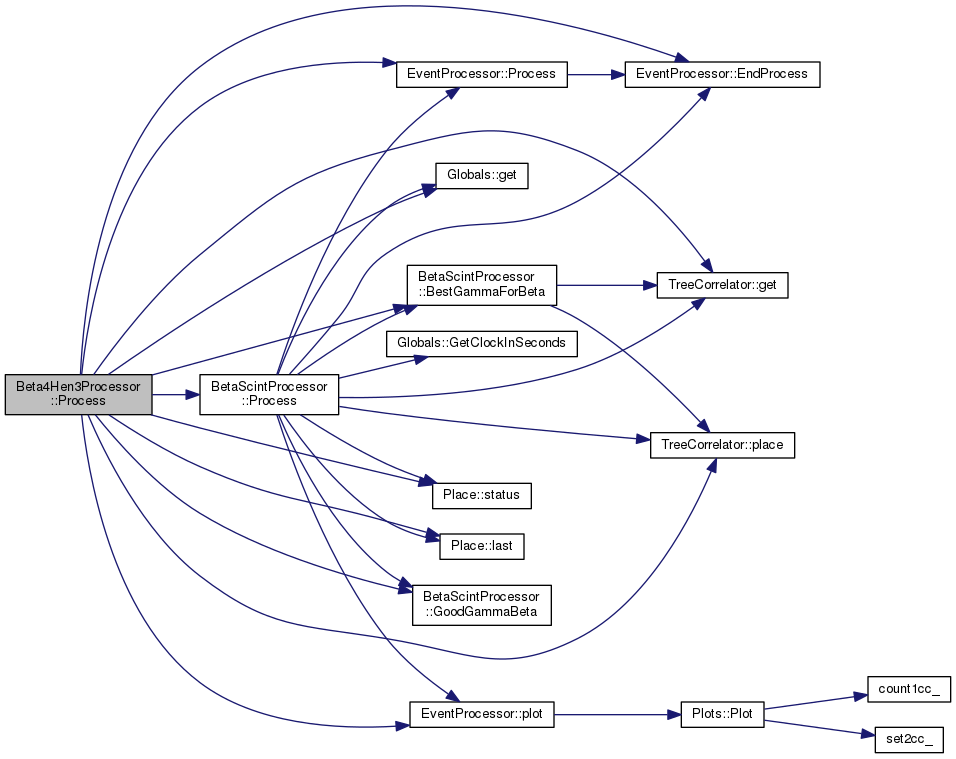 EventProcessor::Process
EventProcessor::EndProcess
Globals::get
BetaScintProcessor
::BestGammaForBeta
TreeCorrelator::get
Globals::GetClockInSeconds
Beta4Hen3Processor
::Process
BetaScintProcessor
::Process
TreeCorrelator::place
Place::status
Place::last
BetaScintProcessor
::GoodGammaBeta
EventProcessor::plot
Plots::Plot
count1cc_
set2cc_